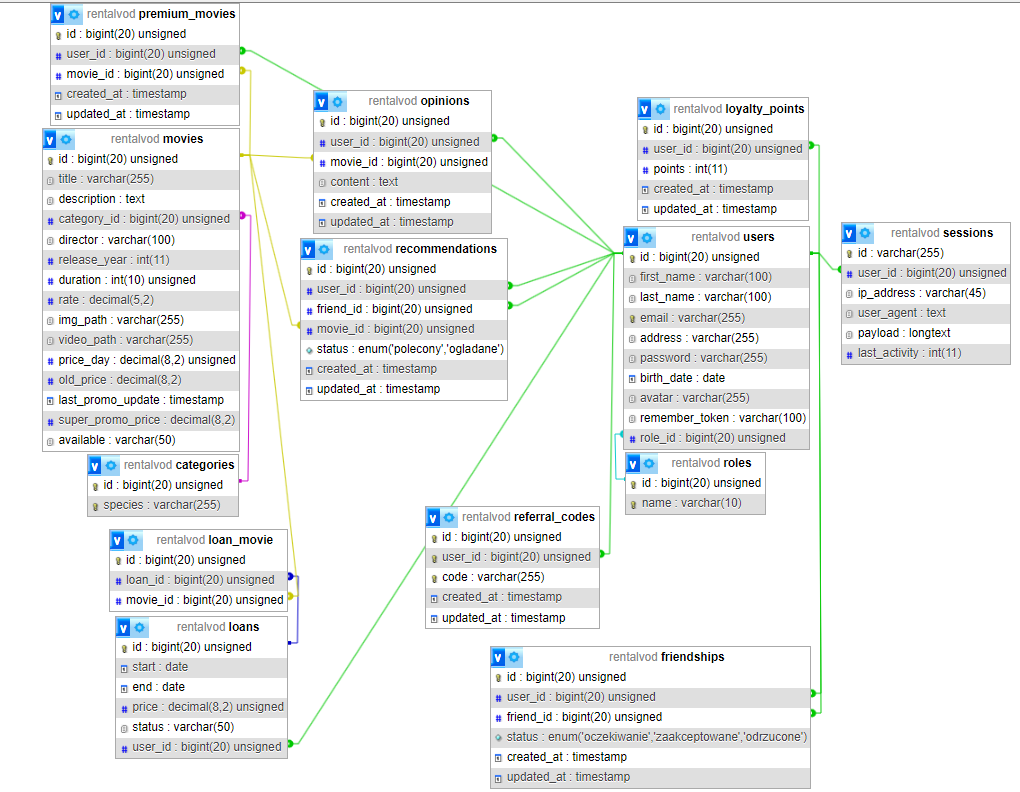 rentalvod premium_movies
id : bigint(20) unsigned
user_id : bigint(20) unsigned
movie_id : bigint(20) unsigned
created_at : timestamp
updated_at : timestamp
rentalvod movies
id : bigint(20) unsigned
title : varchar(255)
description : text
category_id : bigint(20) unsigned
director : varchar(100)
release_year : int(11)
duration : int(10) unsigned
rate : decimal(5,2)
img_path : varchar(255)
video_path : varchar(255)
price_day : decimal(8,2) unsigned
old_price : decimal(8,2)
last_promo_update : timestamp
super_promo_price : decimal(8,2)
available : varchar(50)
rentalvod categories
id : bigint(20) unsigned
species : varchar(255)
rentalvod loan_movie
id : bigint(20) unsigned
loan_id : bigint(20) unsigned
movie_id : bigint(20) unsigned
rentalvod loans
id : bigint(20) unsigned
start : date
end : date
price : decimal(8,2) unsigned
status : varchar(50)
user_id : bigint(20) unsigned
rentalvod opinions
id : bigint(20) unsigned
user_id : bigint(20) unsigned
movie_id : bigint(20) unsigned
content : text
created_at : timestamp
updated_at : timestamp
rentalvod recommendations
id : bigint(20) unsigned
user_id : bigint(20) unsigned
friend_id : bigint(20) unsigned
movie_id : bigint(20) unsigned
status : enum('polecony','ogladane')
created_at : timestamp
updated_at : timestamp
rentalvod referral_codes
id : bigint(20) unsigned
user_id : bigint(20) unsigned
code : varchar(255)
created_at : timestamp
updated_at : timestamp
rentalvod loyalty_points
id : bigint(20) unsigned
user_id : bigint(20) unsigned
points : int(11)
created_at : timestamp
updated_at : timestamp
rentalvod users
id : bigint(20) unsigned
first_name : varchar(100)
last_name : varchar(100)
email : varchar(255)
address : varchar(255)
password : varchar(255)
birth_date : date
avatar : varchar(255)
remember_token : varchar(100)
role_id : bigint(20) unsigned
rentalvod roles
id : bigint(20) unsigned
name : varchar(10)
rentalvod friendships
id : bigint(20) unsigned
user_id : bigint(20) unsigned
friend_id : bigint(20) unsigned
status : enum('oczekiwanie','zaakceptowane','odrzucone')
created_at : timestamp
updated_at : timestamp
rentalvod sessions
id : varchar(255)
user_id : bigint(20) unsigned
ip_address : varchar(45)
user_agent : text
payload : longtext
last_activity : int(11)